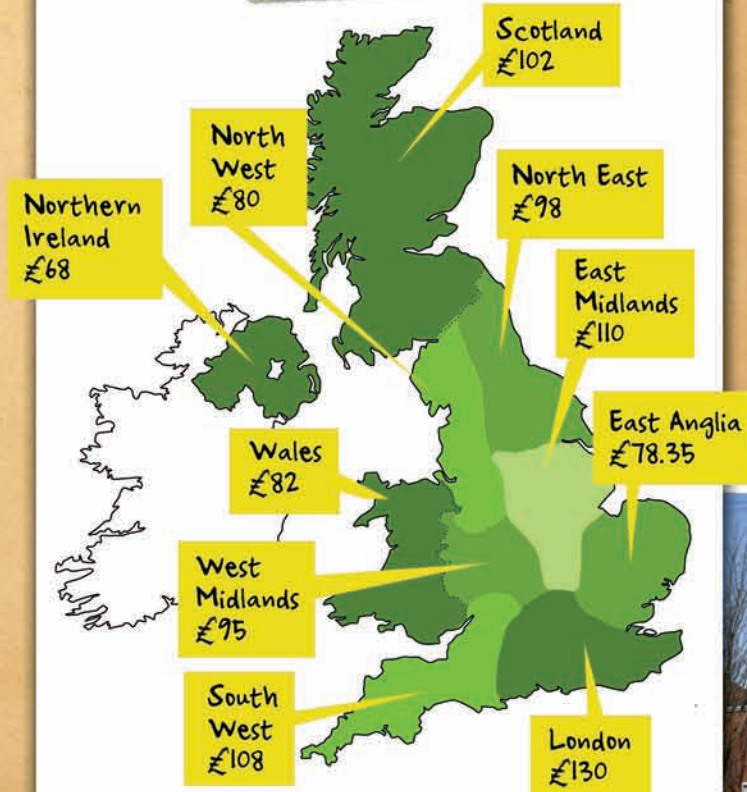 Scotland
£102
North
West
£80
North East
£98
Northern
Ireland
£68
East
Midlands
£110
East Anglia
£78.35
Wales
£82
West
Midlands
£95
South
West
£108
London
£130